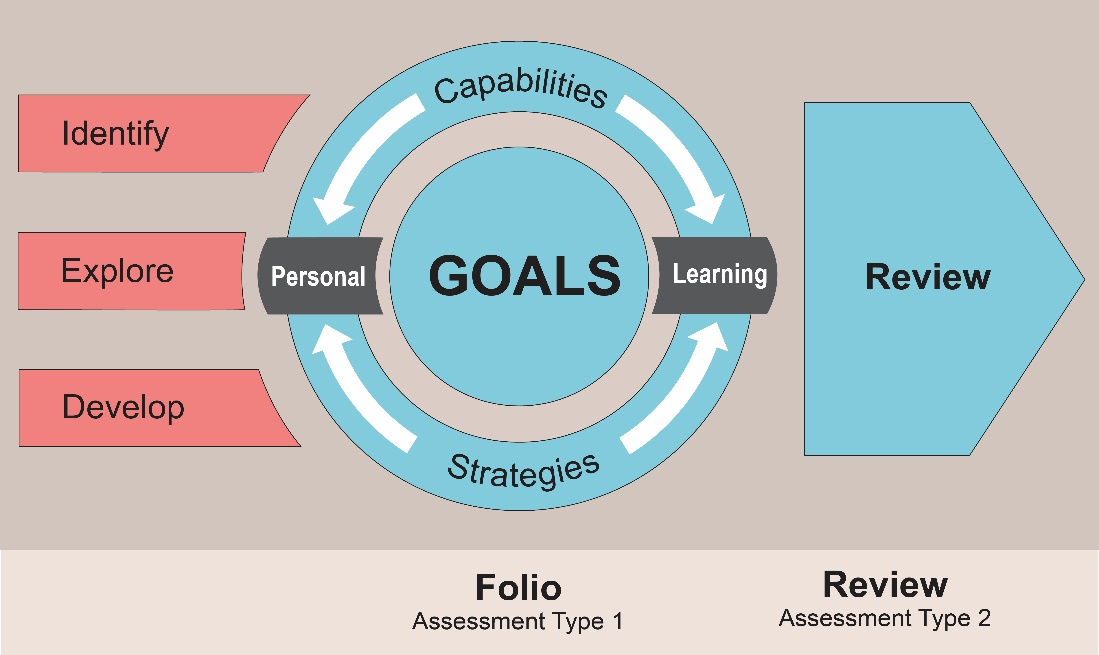 Capabilities
Identify
Explore
Develop
Personal
GOALS
Learning
Strategies
Review
Folio
Assessment Type 1
Review
Assessment Type 2